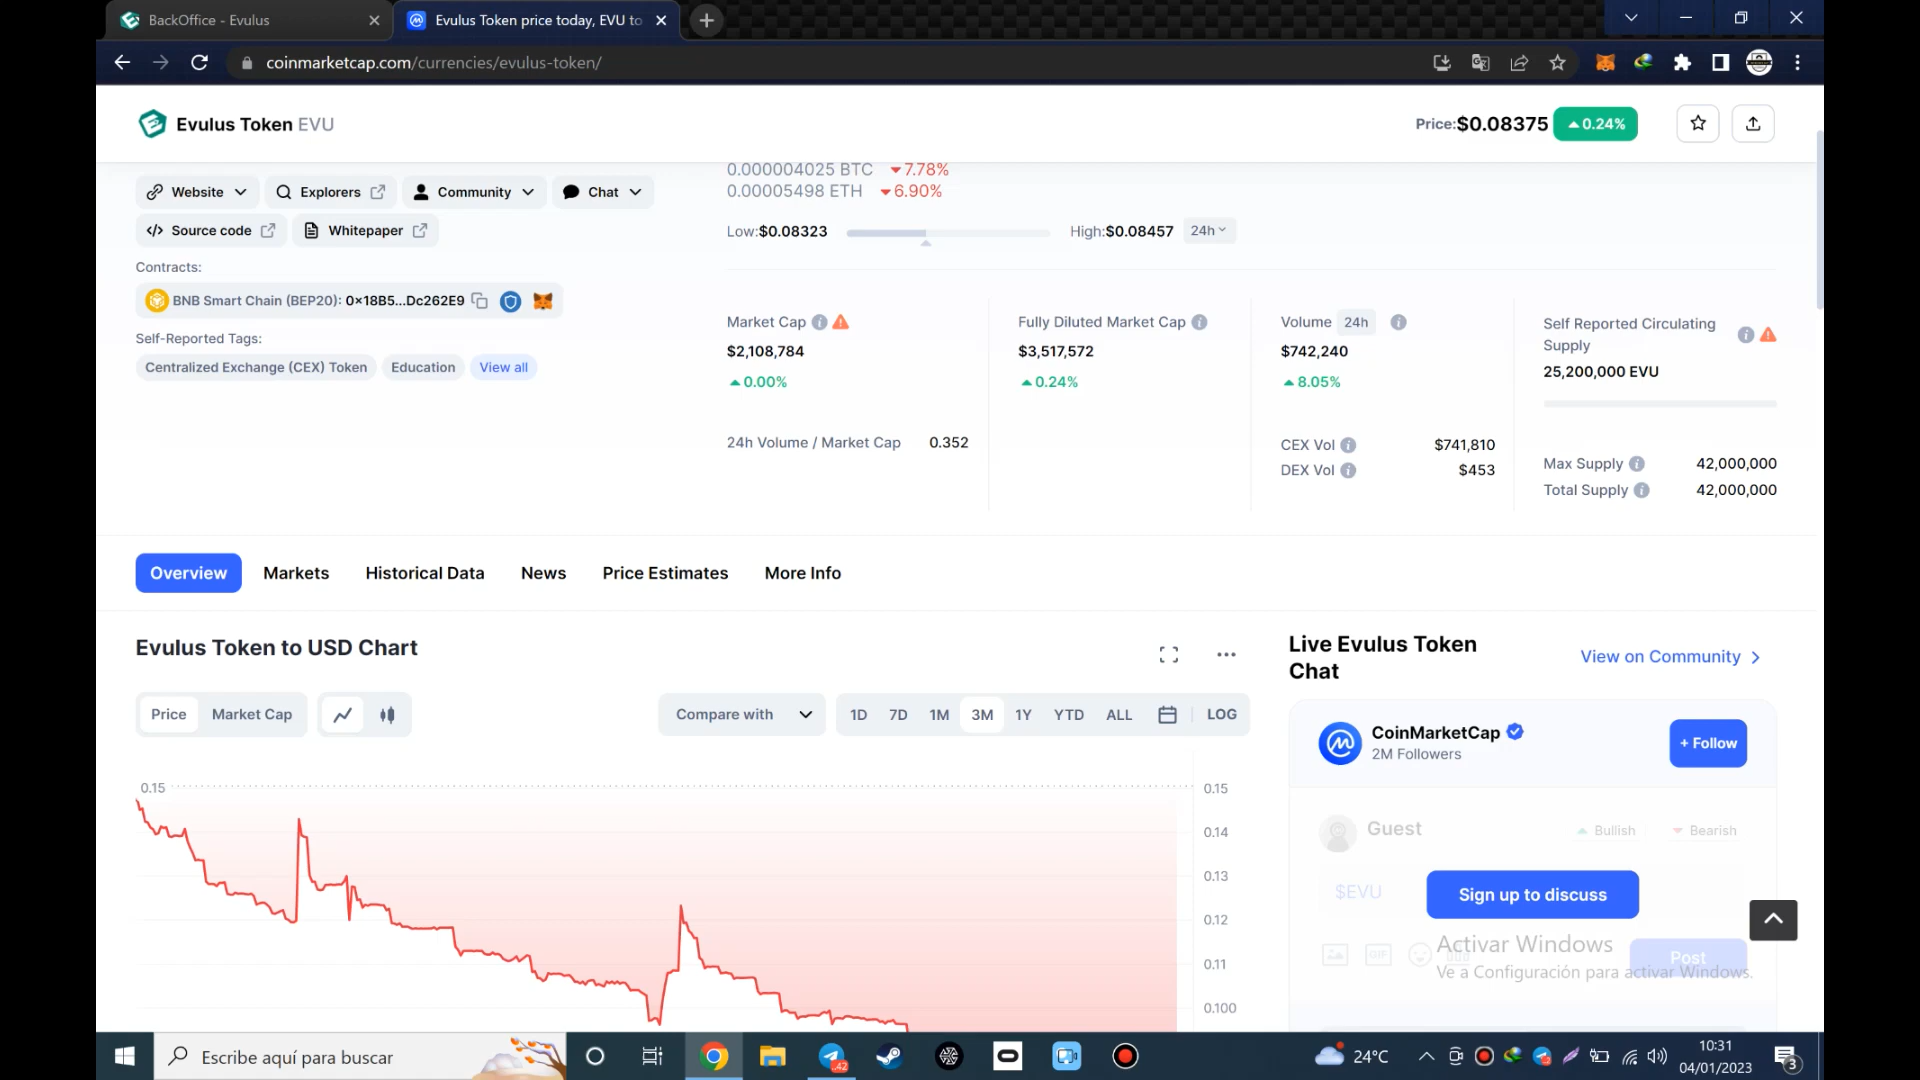 BackOffice - Evulus
Evulus Token price today, EVU to
coinmarketcap.com/currencies/evulus-token/
Evulus Token EVU
Price:$0.08375 0.24%
0.000004025 BTC 7.78%
0.00005498 ETH 6.90%
Website Explorers Community Chat
Source code Whitepaper
Low:$0.08323 High:$0.08457 24h
Contracts:
BNB Smart Chain (BEP20): 0x18B5...Dc262E9
Self-Reported Tags:
Centralized Exchange (CEX) Token Education View all
Market Cap
$2,108,784
0.00%
24h Volume / Market Cap 0.352
Fully Diluted Market Cap
$3,517,572
0.24%
Volume 24h
$742,240
8.05%
CEX Vol $741,810
DEX Vol $453
Self Reported Circulating
Supply
25,200,000 EVU
Max Supply 42,000,000
Total Supply 42,000,000
Overview Markets Historical Data News Price Estimates More Info
Evulus Token to USD Chart
Price Market Cap Compare with 1D 7D 1M 3M 1Y YTD ALL LOG
0.15
0.15
0.14
0.13
0.12
0.11
0.100
Live Evulus Token
Chat
View on Community
CoinMarketCap
2M Followers
+ Follow
Guest Bullish Bearish
$EVU
Sign up to discuss
GIF
Post
Activar Windows
Ve a Configuración para activar Windows.
Escribe aquí para buscar
42
24°C
10:31
04/01/2023
3